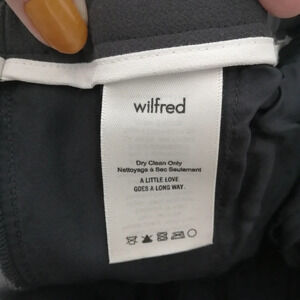 wilfred
Dry Clean Only
Nettoyage à Sec Seulement
A LITTLE LOVE
GOES A LONG WAY.